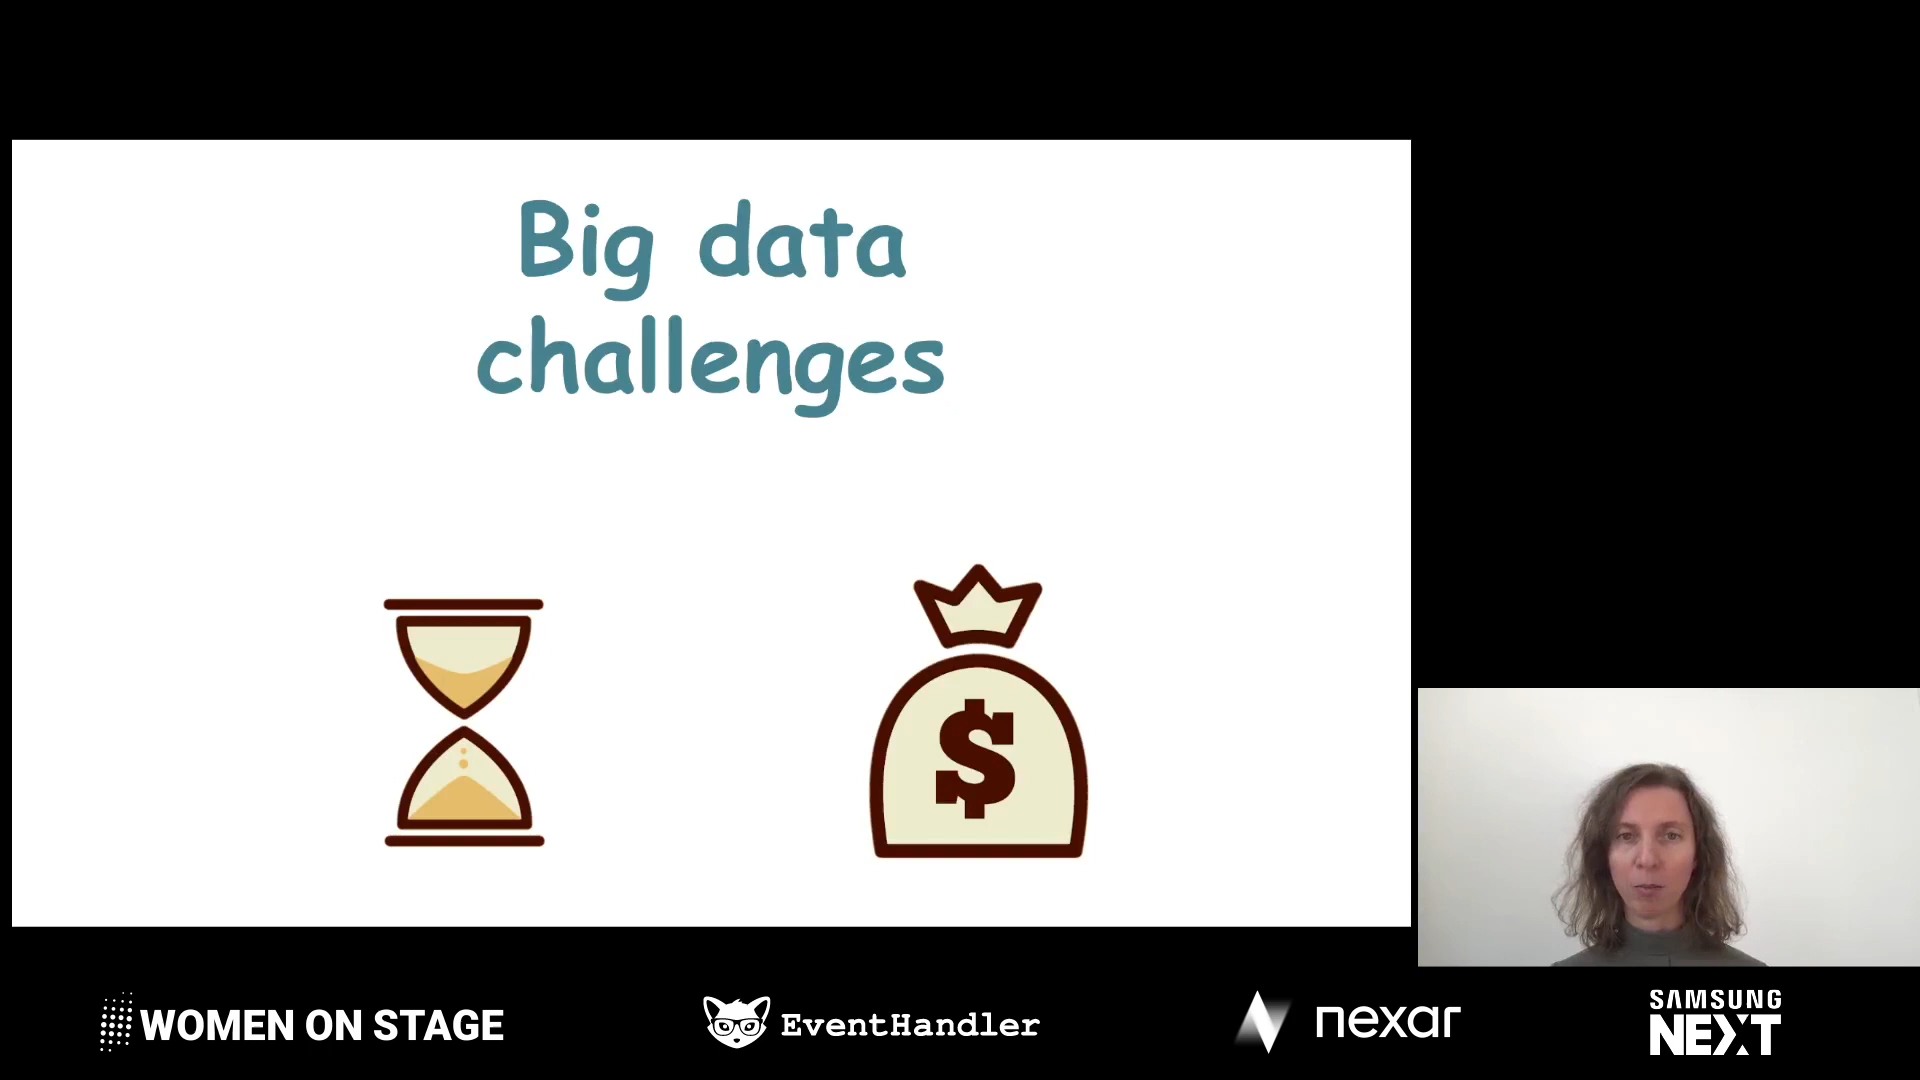 Big data
challenges
$
WOMEN ON STAGE
EventHandler
nexar
SAMSUNG
NEXT